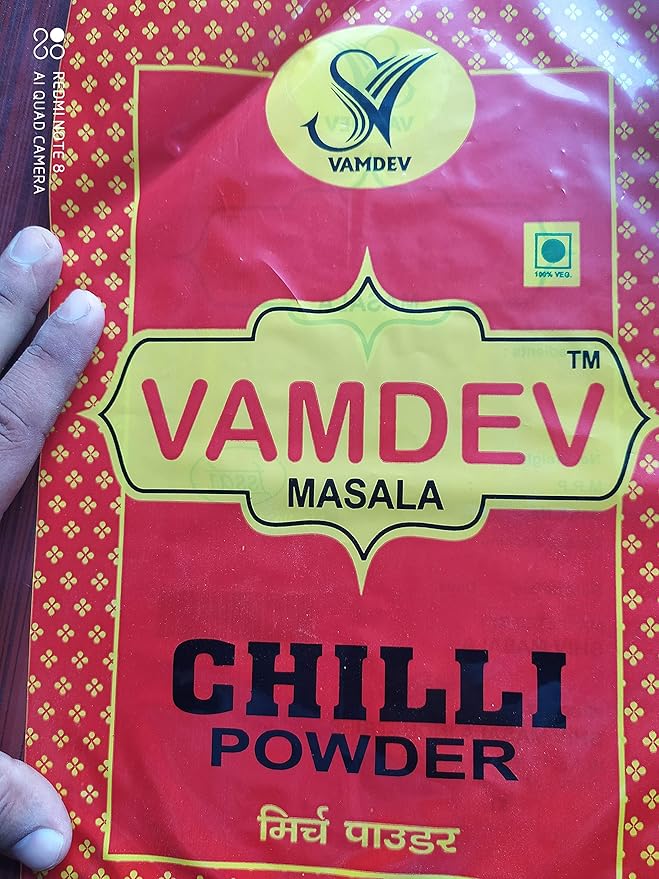 REDMI NOTE 8
AI QUAD CAMERA
VAMDEV
100% VEG.
TM
VAMDEV
MASALA
CHILLI
POWDER
मिर्च पाउडर